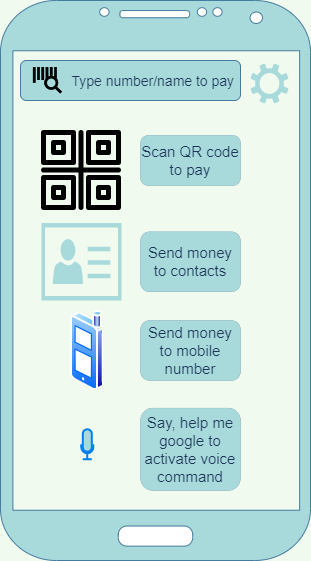 Type number/name to pay
Scan QR code
to pay
Send money
to contacts
Send money
to mobile
number
Say, help me
google to
activate voice
command